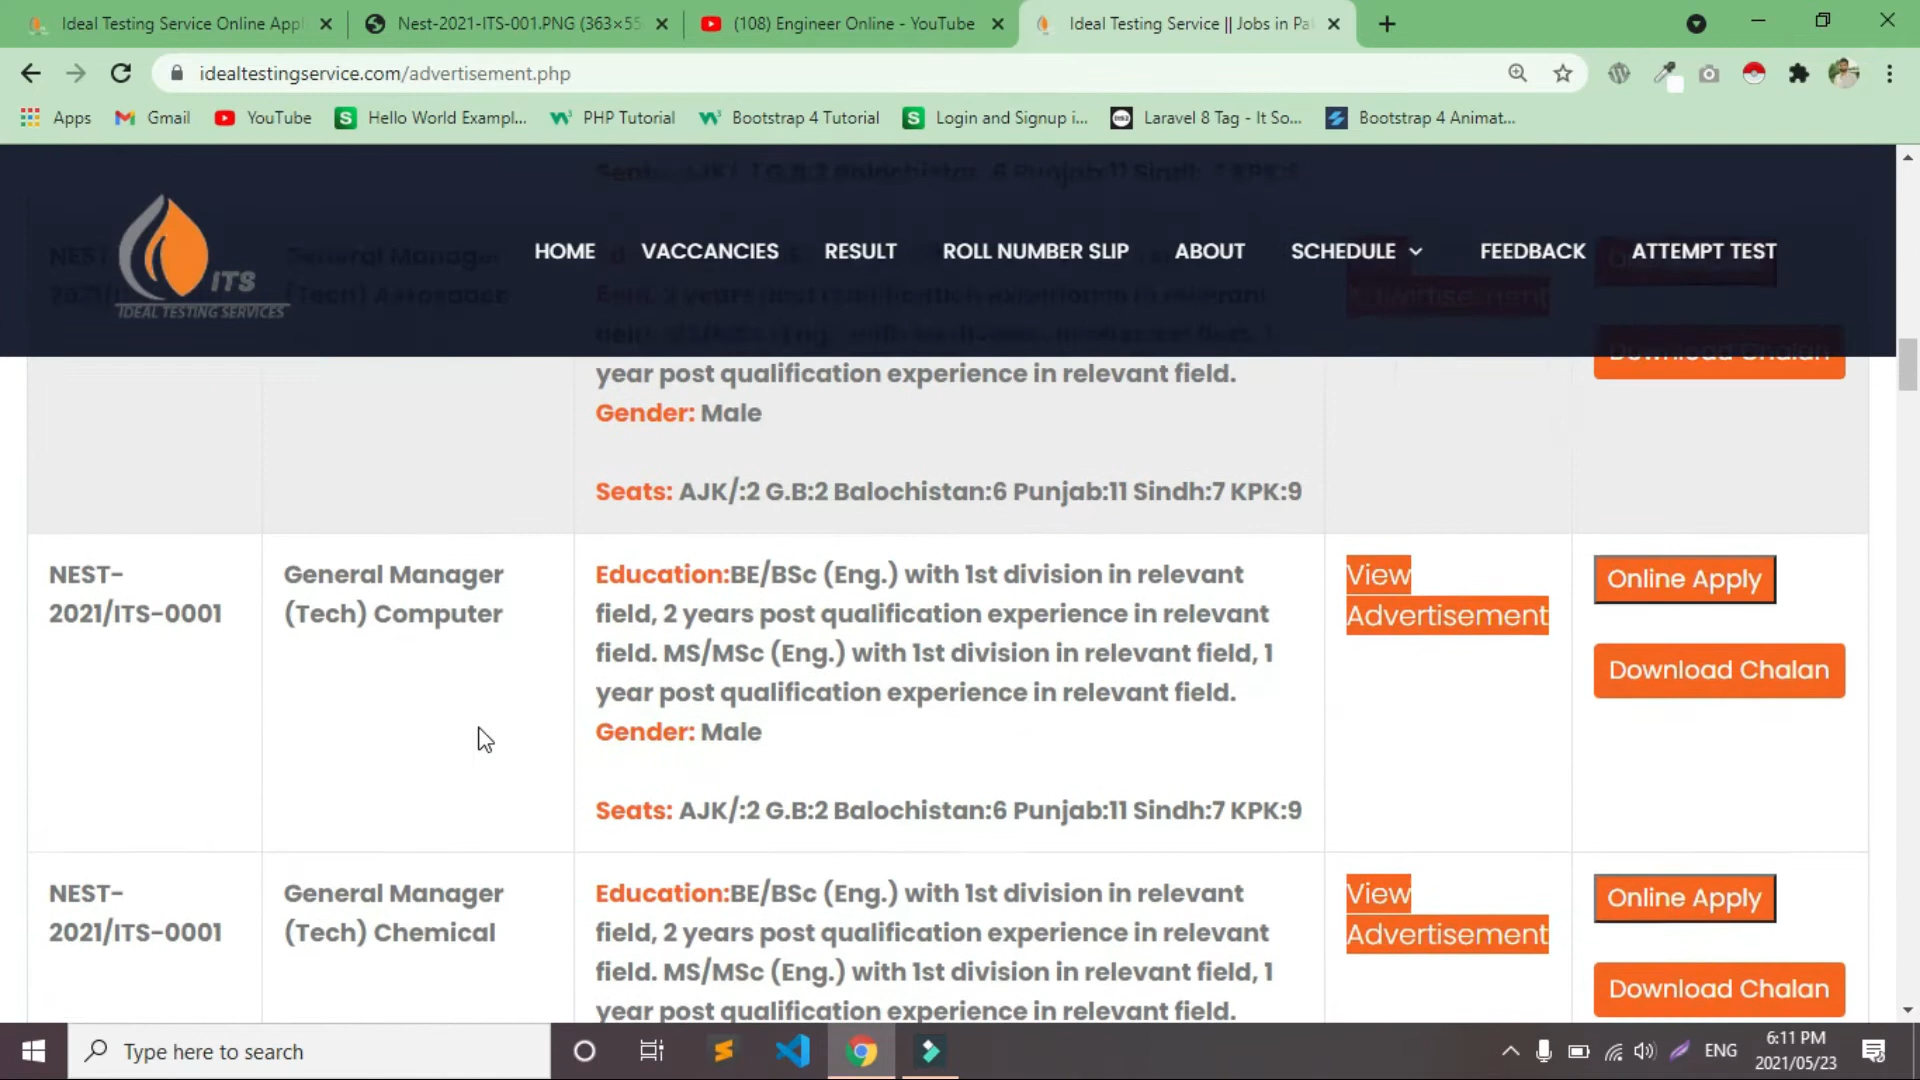 Ideal Testing Service Online Appl
Nest-2021-ITS-001.PNG (363×55
(108) Engineer Online - YouTube
Ideal Testing Service || Jobs in Pa
idealtestingservice.com/advertisement.php
Apps
Gmail
YouTube
Hello World Exampl...
PHP Tutorial
Bootstrap 4 Tutorial
Login and Signup i...
Laravel 8 Tag - It So...
Bootstrap 4 Animat...
ITS
IDEAL TESTING SERVICES
HOME
VACCANCIES
RESULT
ROLL NUMBER SLIP
ABOUT
SCHEDULE
FEEDBACK
ATTEMPT TEST
General Manager
(Tech) Aerospace
Advertisement
Download Chalan
year post qualification experience in relevant field.
Gender: Male
Seats: AJK/:2 G.B:2 Balochistan:6 Punjab:11 Sindh:7 KPK:9
NEST-
2021/ITS-0001
General Manager
(Tech) Computer
Education:BE/BSc (Eng.) with 1st division in relevant
field, 2 years post qualification experience in relevant
field. MS/MSc (Eng.) with 1st division in relevant field, 1
year post qualification experience in relevant field.
Gender: Male
Seats: AJK/:2 G.B:2 Balochistan:6 Punjab:11 Sindh:7 KPK:9
View
Advertisement
Online Apply
Download Chalan
NEST-
2021/ITS-0001
General Manager
(Tech) Chemical
Education:BE/BSc (Eng.) with 1st division in relevant
field, 2 years post qualification experience in relevant
field. MS/MSc (Eng.) with 1st division in relevant field, 1
year post qualification experience in relevant field.
View
Advertisement
Online Apply
Download Chalan
Type here to search
ENG
6:11 PM
2021/05/23